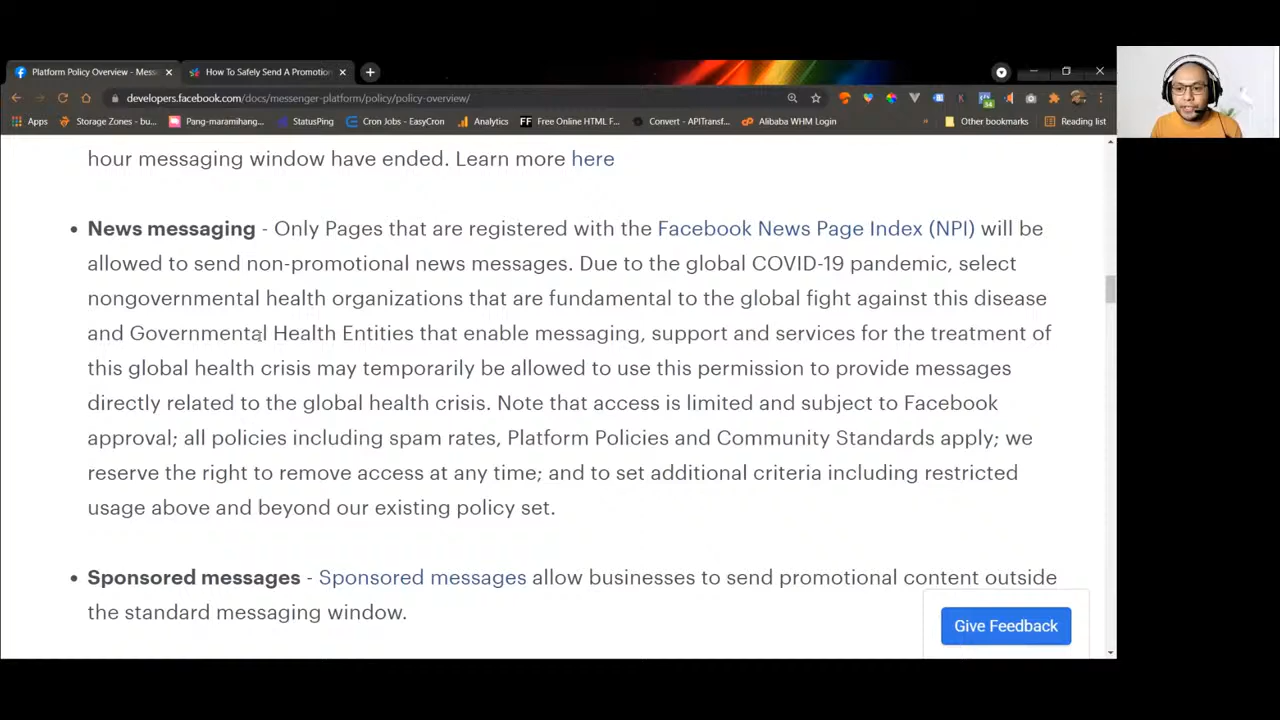 Platform Policy Overview - Mess
How To Safely Send A Promotion
developers.facebook.com/docs/messenger-platform/policy/policy-overview/
Apps
Storage Zones - bu...
Pang-maramihang...
StatusPing
Cron Jobs - EasyCron
Analytics
FF Free Online HTML F...
Convert - APITransf...
Alibaba WHM Login
»
Other bookmarks
Reading list
hour messaging window have ended. Learn more here
• News messaging - Only Pages that are registered with the Facebook News Page Index (NPI) will be
allowed to send non-promotional news messages. Due to the global COVID-19 pandemic, select
nongovernmental health organizations that are fundamental to the global fight against this disease
and Governmental Health Entities that enable messaging, support and services for the treatment of
this global health crisis may temporarily be allowed to use this permission to provide messages
directly related to the global health crisis. Note that access is limited and subject to Facebook
approval; all policies including spam rates, Platform Policies and Community Standards apply; we
reserve the right to remove access at any time; and to set additional criteria including restricted
usage above and beyond our existing policy set.
• Sponsored messages - Sponsored messages allow businesses to send promotional content outside
the standard messaging window.
Give Feedback